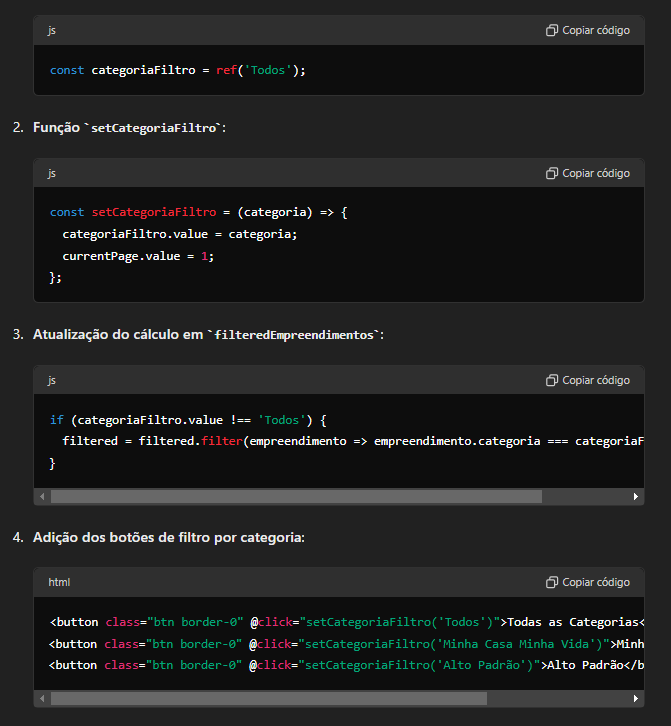 js
Copiar código
const categoriaFiltro = ref('Todos');
2. Função `setCategoriaFiltro`:
js
Copiar código
const setCategoriaFiltro = (categoria) => {
  categoriaFiltro.value = categoria;
  currentPage.value = 1;
};
3. Atualização do cálculo em `filteredEmpreendimentos`:
js
Copiar código
if (categoriaFiltro.value !== 'Todos') {
  filtered = filtered.filter(empreendimento => empreendimento.categoria === categoriaF
}
4. Adição dos botões de filtro por categoria:
html
Copiar código
<button class="btn border-0" @click="setCategoriaFiltro('Todos')">Todas as Categorias<
<button class="btn border-0" @click="setCategoriaFiltro('Minha Casa Minha Vida')">Minh
<button class="btn border-0" @click="setCategoriaFiltro('Alto Padrão')">Alto Padrão</b